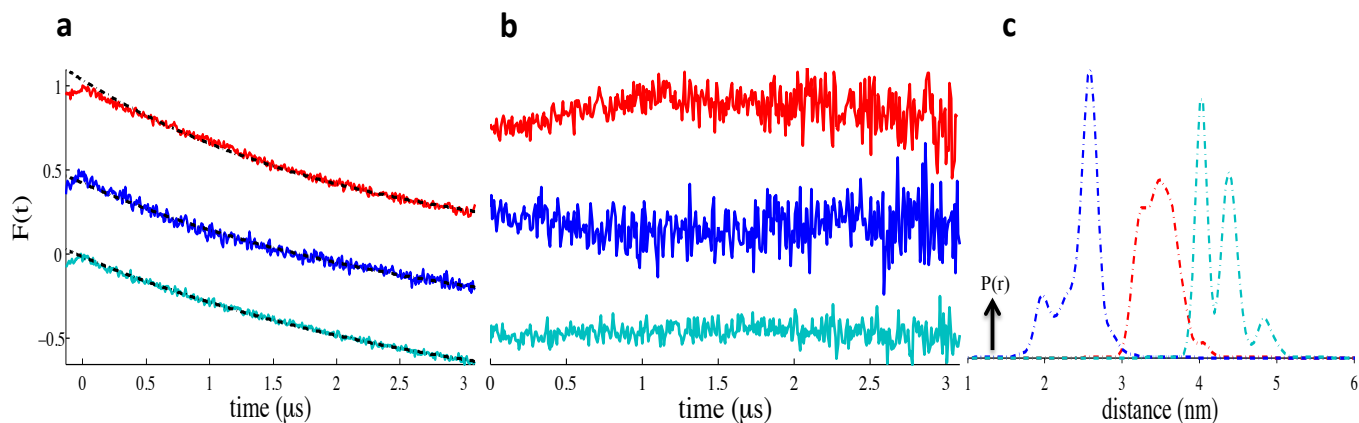 a
b
c
F(t)
1
0.5
0
−0.5
0 0.5 1 1.5 2 2.5 3
time (μs)
0 0.5 1 1.5 2 2.5 3
time (μs)
P(r)
1 2 3 4 5 6
distance (nm)